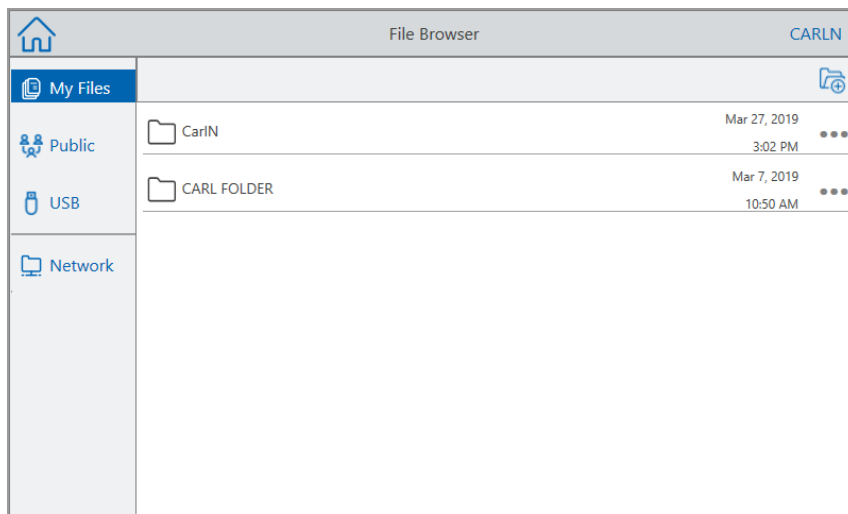 File Browser
CARLN
My Files
Public
USB
Network
CarlN
Mar 27, 2019
3:02 PM
CARL FOLDER
Mar 7, 2019
10:50 AM